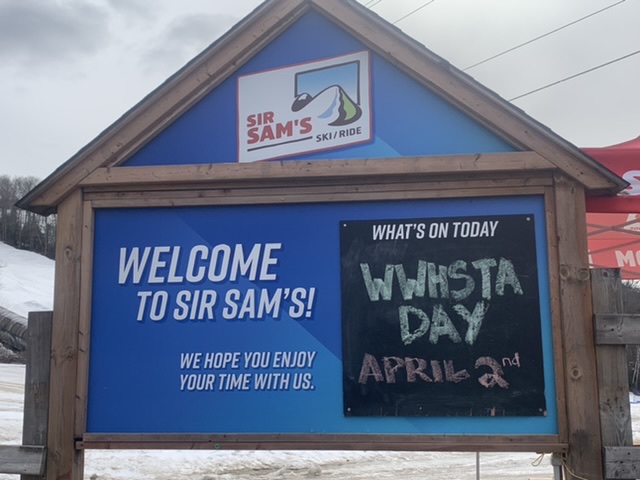 SIR
SAM'S
SKI/RIDE
WELCOME
TO SIR SAM'S!
WE HOPE YOU ENJOY
YOUR TIME WITH US.
WHAT'S ON TODAY
WWHSTA
DAY
APRIL 2nd